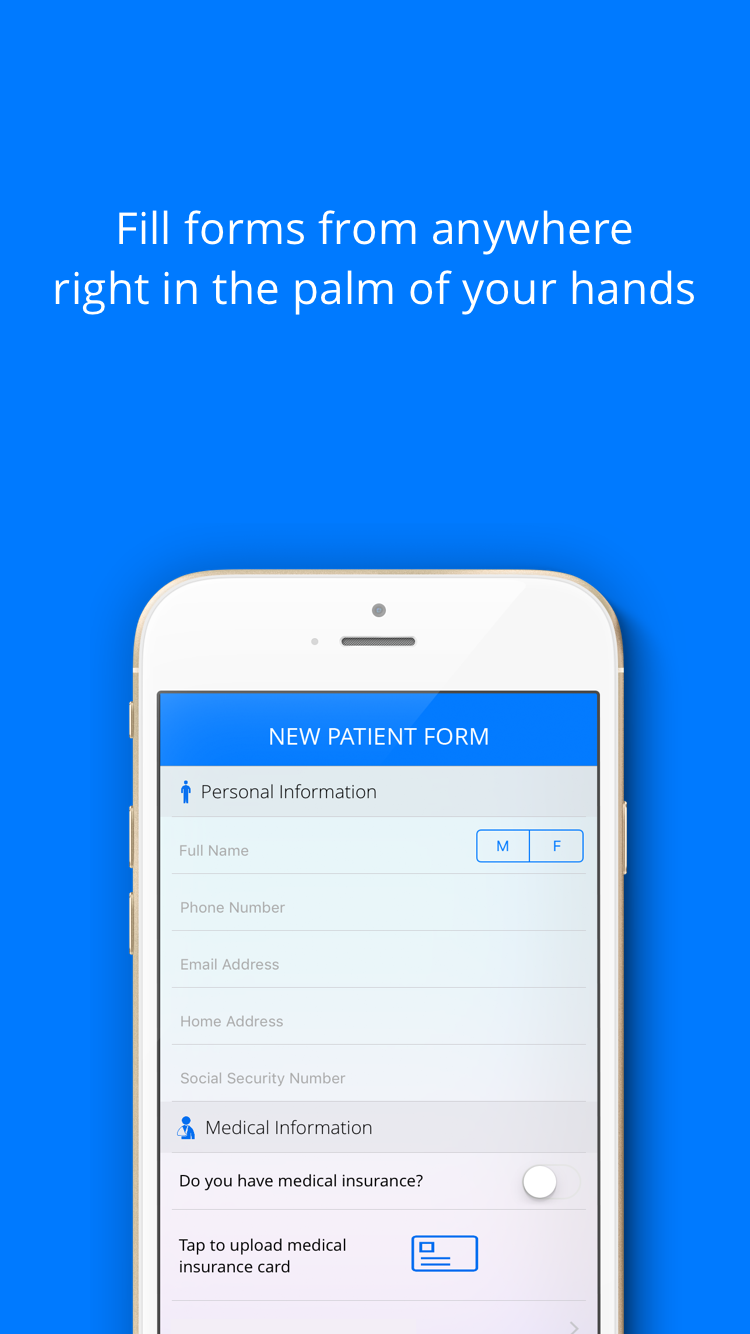 Fill forms from anywhere
right in the palm of your hands
NEW PATIENT FORM
Personal Information
Full Name
M F
Phone Number
Email Address
Home Address
Social Security Number
Medical Information
Do you have medical insurance?
Tap to upload medical
insurance card